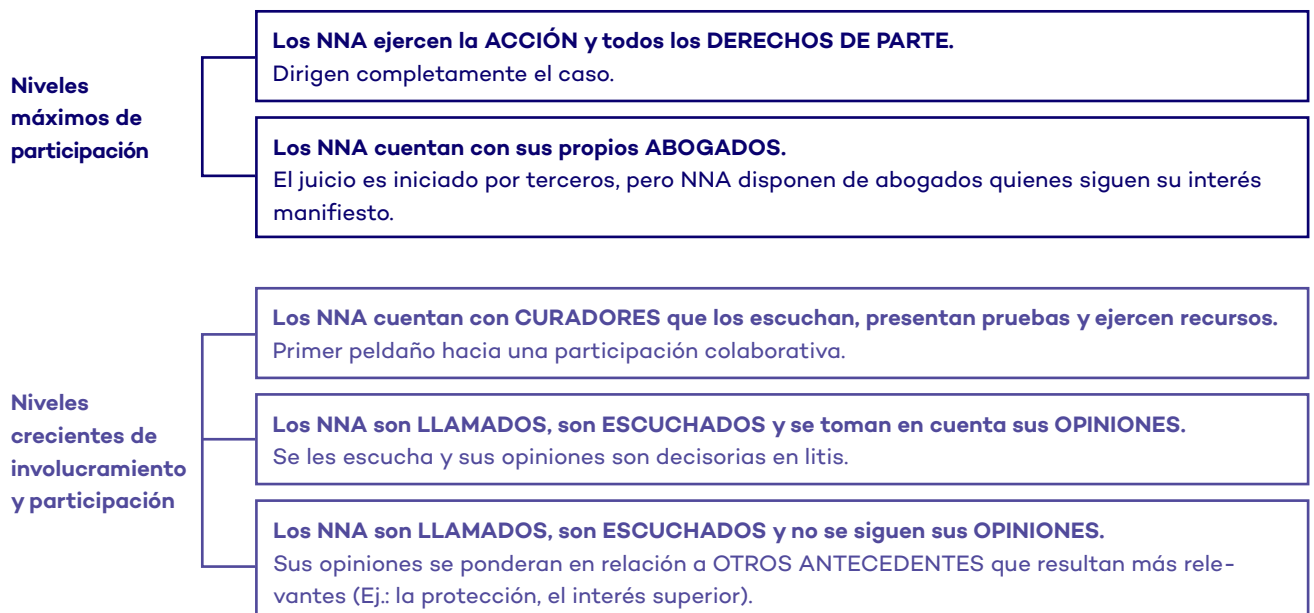 Niveles
máximos de
participación
Los NNA ejercen la ACCIÓN y todos los DERECHOS DE PARTE.
Dirigen completamente el caso.
Los NNA cuentan con sus propios ABOGADOS.
El juicio es iniciado por terceros, pero NNA disponen de abogados quienes siguen su interés
manifiesto.
Niveles
crecientes de
involucramiento
y participación
Los NNA cuentan con CURADORES que los escuchan, presentan pruebas y ejercen recursos.
Primer peldaño hacia una participación colaborativa.
Los NNA son LLAMADOS, son ESCUCHADOS y se toman en cuenta sus OPINIONES.
Se les escucha y sus opiniones son decisorias en litis.
Los NNA son LLAMADOS, son ESCUCHADOS y no se siguen sus OPINIONES.
Sus opiniones se ponderan en relación a OTROS ANTECEDENTES que resultan más rele-
vantes (Ej.: la protección, el interés superior).